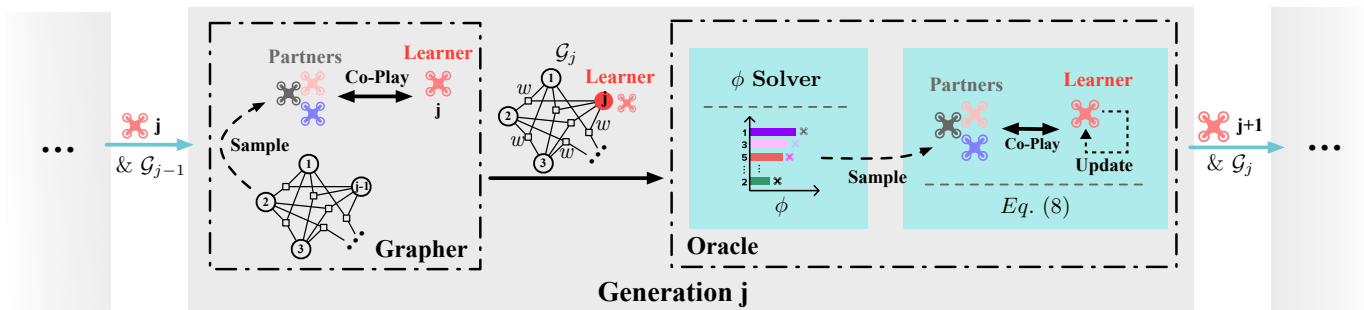 ...
j
& 𝒢_{j−1}
Partners
Learner
Co-Play
j
Sample
1
2
j-1
3
...
Grapher
𝒢_j
Learner
1
w
j
2
w
w
w
3
...
ϕ Solver
1
3
5
⋮ ⋮
2
ϕ
Sample
Partners
Learner
Co-Play
Update
Eq. (8)
Oracle
Generation j
j+1
& 𝒢_j
...